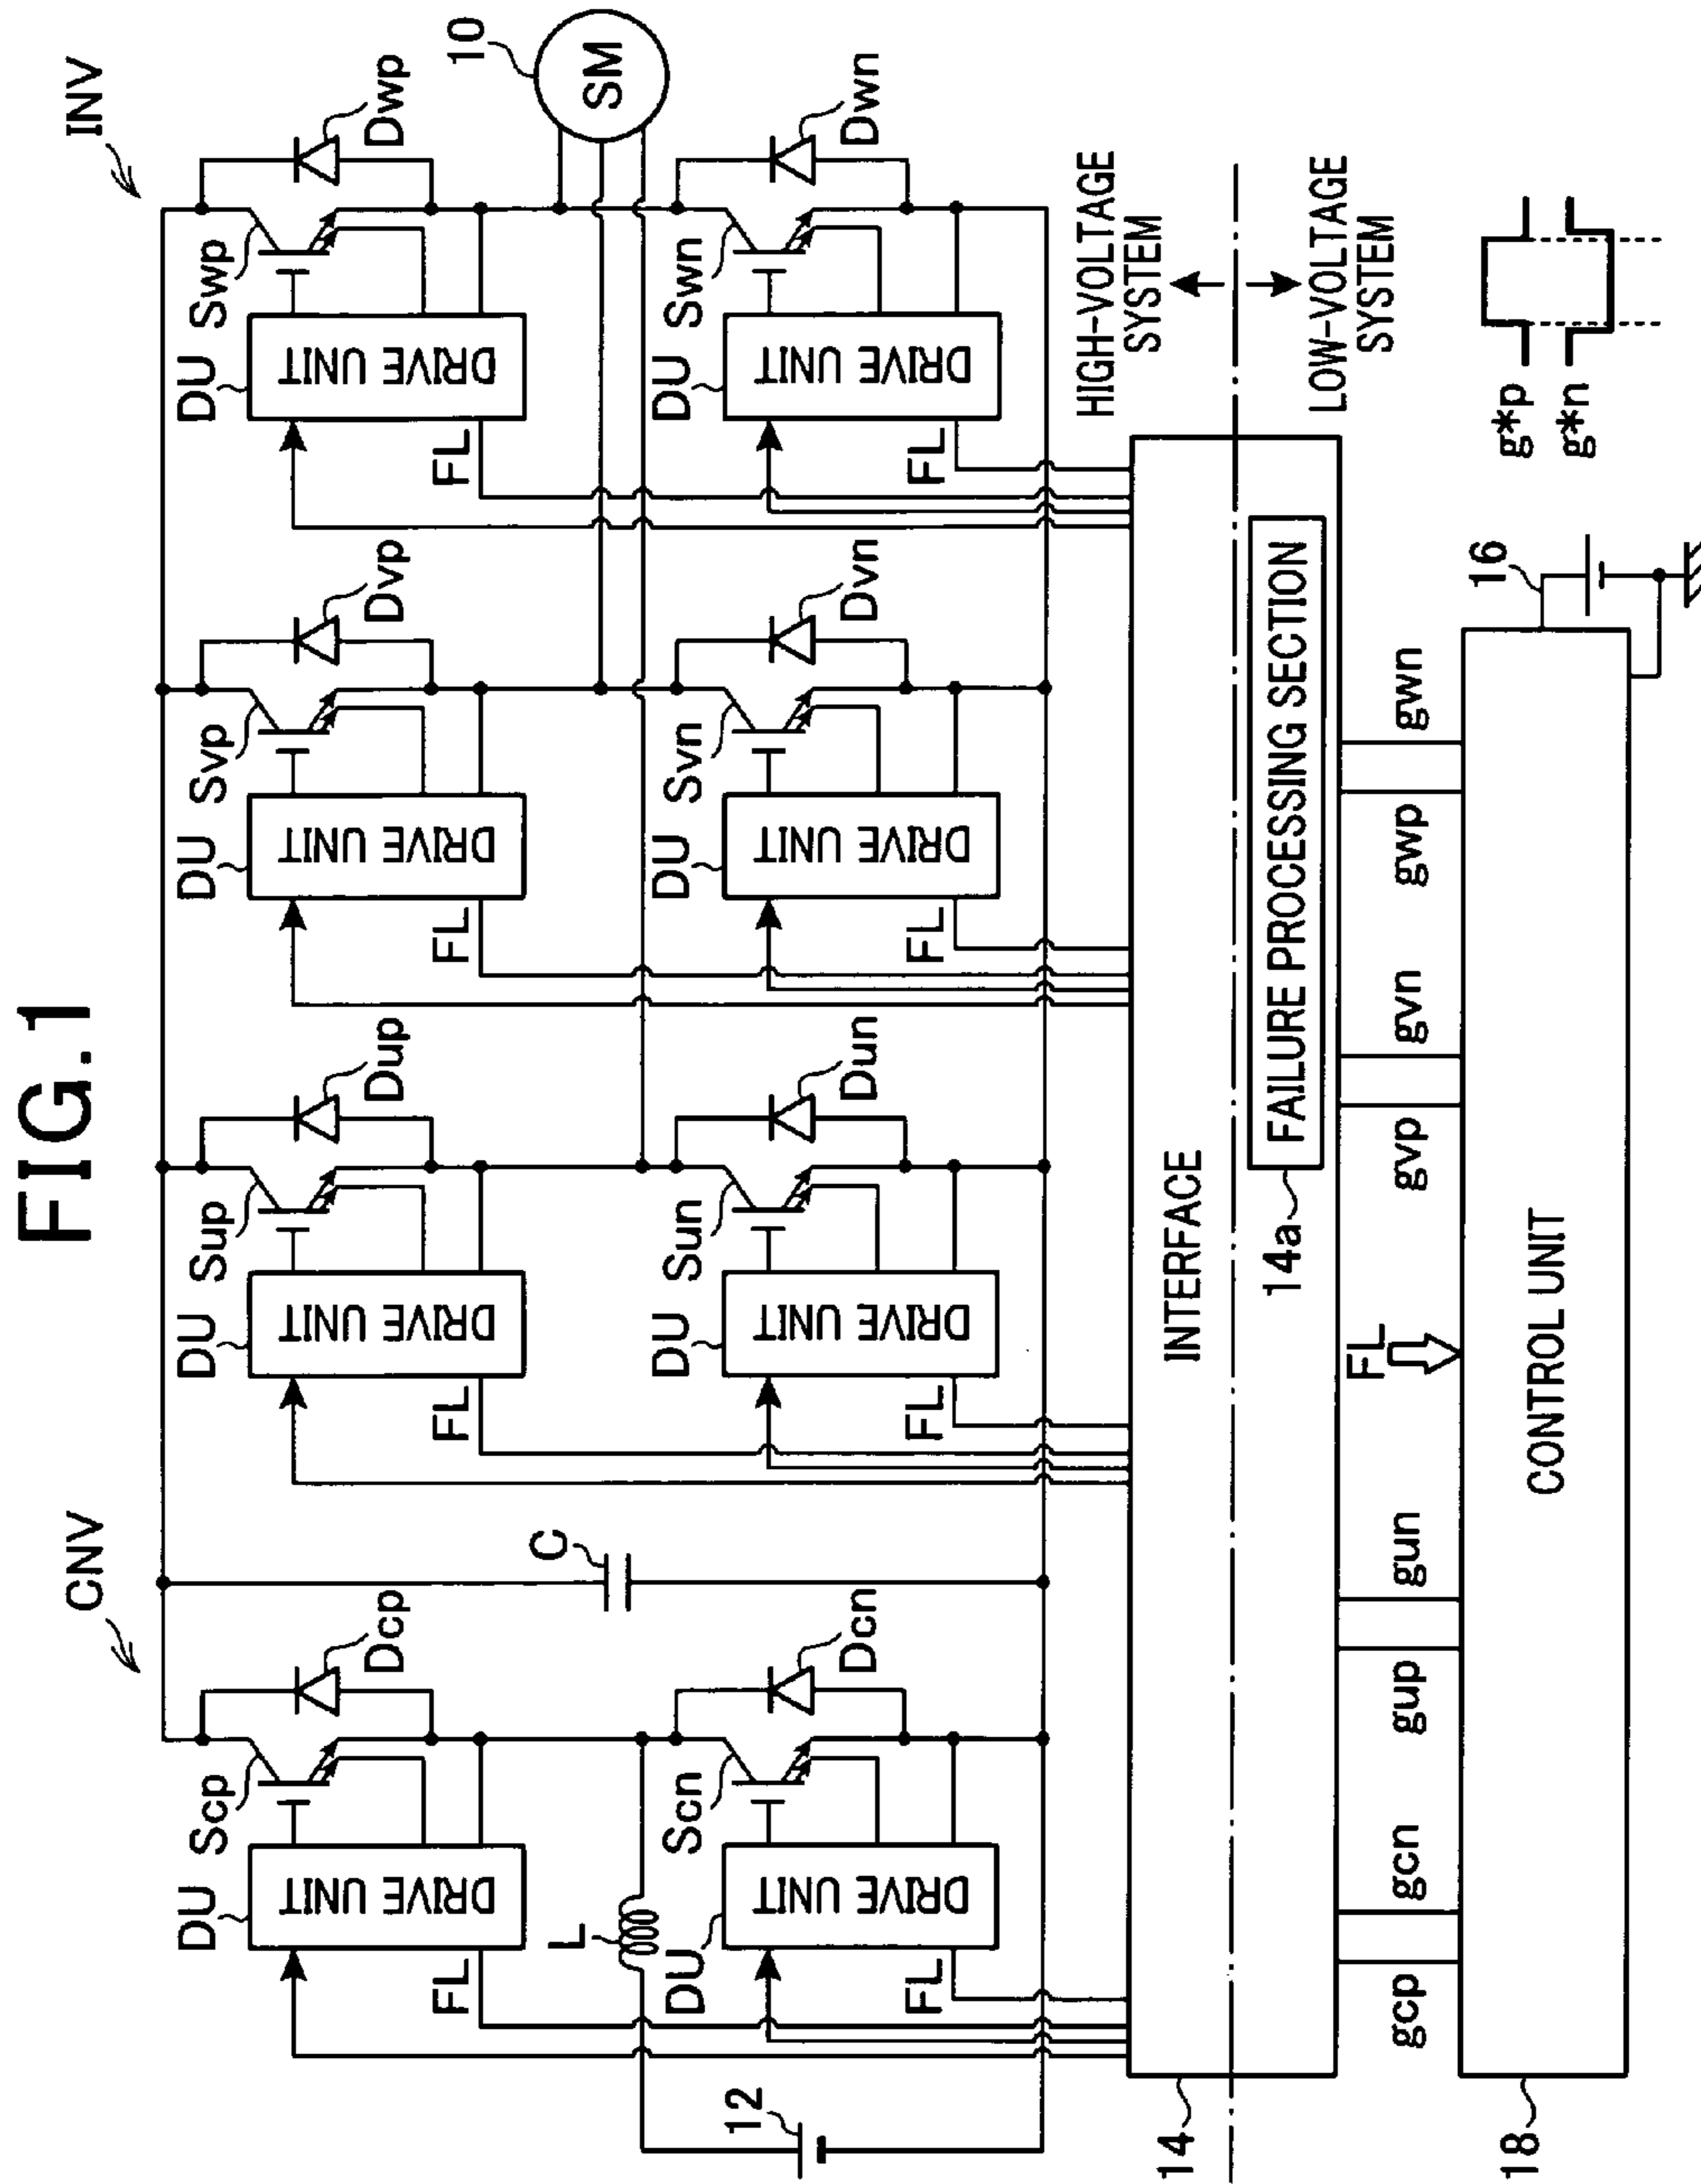 FIG.1
CNV
INV
DU
Scp
Dcp
DU
Sup
Dup
DU
Svp
Dvp
DU
Swp
Dwp
10
DRIVE UNIT
DRIVE UNIT
DRIVE UNIT
DRIVE UNIT
SM
FL
FL
FL
FL
L
C
DU
Scn
Dcn
DU
Sun
Dun
DU
Svn
Dvn
DU
Swn
Dwn
12
DRIVE UNIT
DRIVE UNIT
DRIVE UNIT
DRIVE UNIT
FL
FL
FL
FL
HIGH-VOLTAGE
SYSTEM
14
INTERFACE
14a
FAILURE PROCESSING SECTION
LOW-VOLTAGE
SYSTEM
gcp
gcn
gup
gun
FL
gvp
gvn
gwp
gwn
16
g*p
g*n
18
CONTROL UNIT